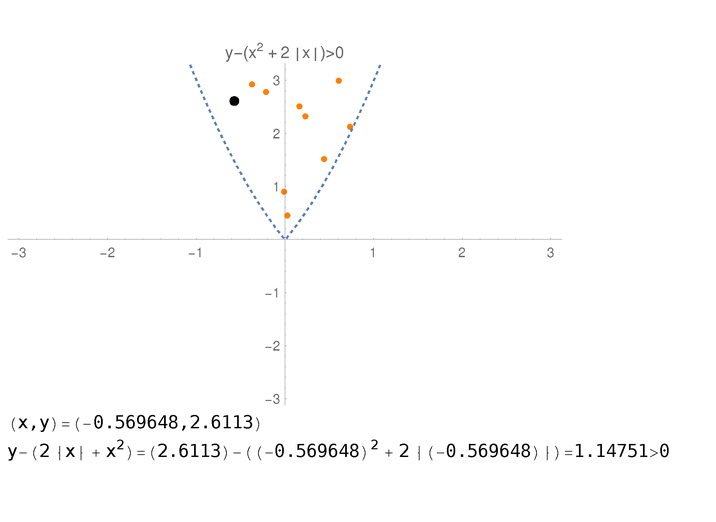 y−(x² + 2 |x|)>0
3
2
1
−3 −2 −1 1 2 3
−1
−2
−3
(x,y)=(−0.569648,2.6113)
y−(2 |x| + x²)=(2.6113)−((−0.569648)² + 2 |(−0.569648)|)=1.14751>0